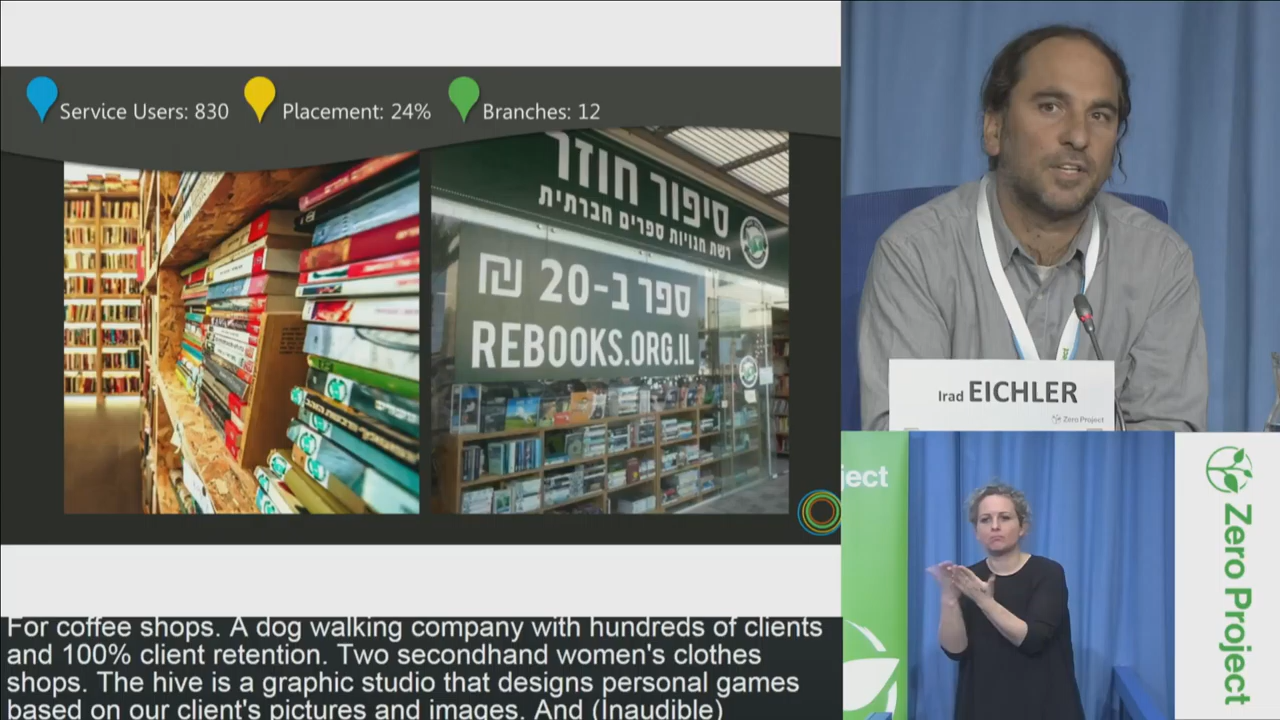 Service Users: 830
Placement: 24%
Branches: 12
סיפור חוזר
רשת חנויות ספרים חברתית
ספר ב-20 ₪
REBOOKS.ORG.IL
Irad EICHLER
Zero Project
ject
Zero Project
For coffee shops. A dog walking company with hundreds of clients
and 100% client retention. Two secondhand women's clothes
shops. The hive is a graphic studio that designs personal games
based on our client's pictures and images. And (Inaudible)